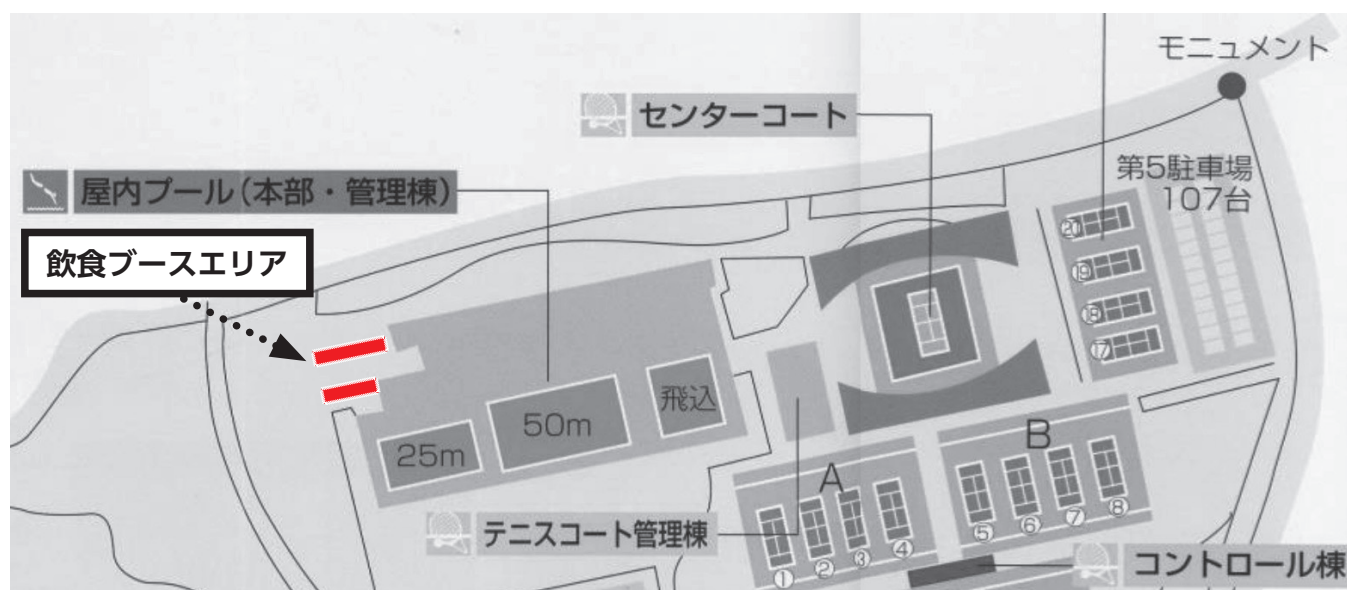 モニュメント
センターコート
第5駐車場
107台
屋内プール(本部・管理棟)
飲食ブースエリア
⑳
⑲
⑱
⑰
飛込
50m
25m
B
A
⑤
⑥
⑦
⑧
テニスコート管理棟
①
②
③
④
コントロール棟